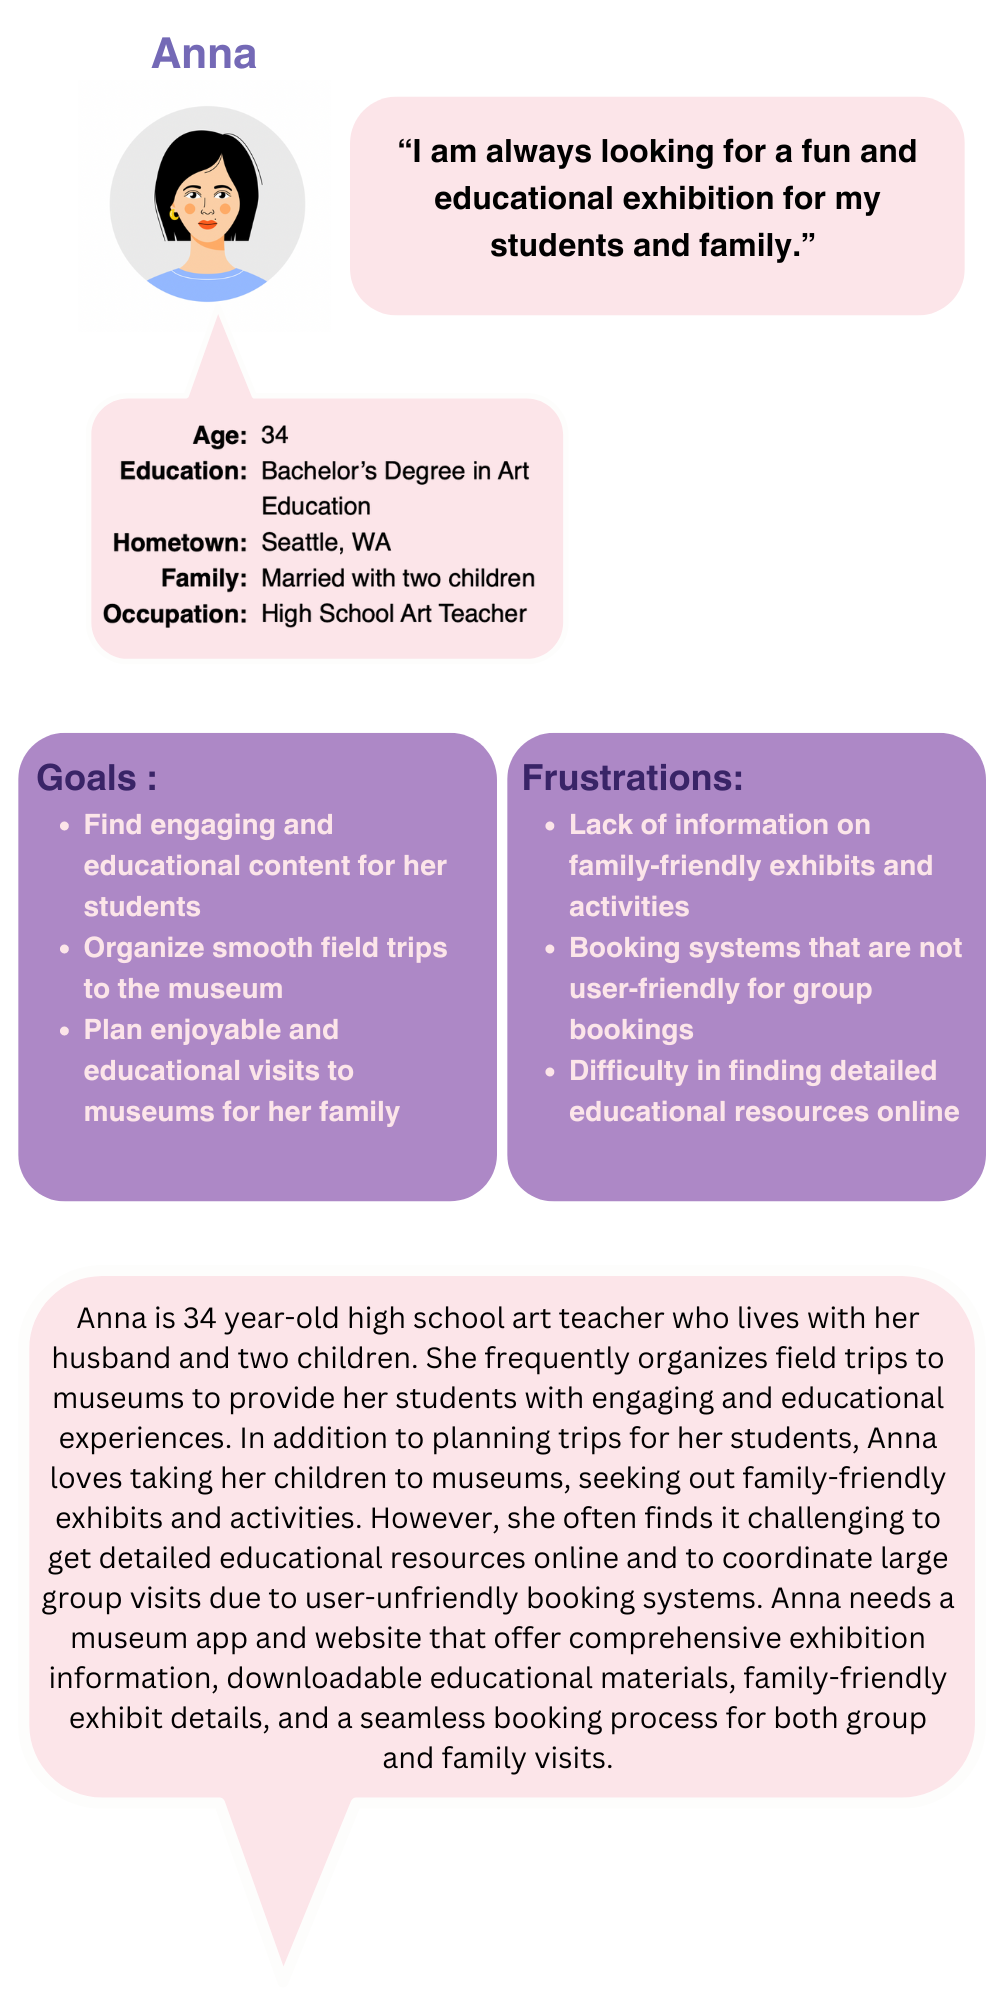 Anna
“I am always looking for a fun and
educational exhibition for my
students and family.”
Age: 34
Education: Bachelor’s Degree in Art
Education
Hometown: Seattle, WA
Family: Married with two children
Occupation: High School Art Teacher
Goals :
• Find engaging and
educational content for her
students
• Organize smooth field trips
to the museum
• Plan enjoyable and
educational visits to
museums for her family
Frustrations:
• Lack of information on
family-friendly exhibits and
activities
• Booking systems that are not
user-friendly for group
bookings
• Difficulty in finding detailed
educational resources online
Anna is 34 year-old high school art teacher who lives with her
husband and two children. She frequently organizes field trips to
museums to provide her students with engaging and educational
experiences. In addition to planning trips for her students, Anna
loves taking her children to museums, seeking out family-friendly
exhibits and activities. However, she often finds it challenging to
get detailed educational resources online and to coordinate large
group visits due to user-unfriendly booking systems. Anna needs a
museum app and website that offer comprehensive exhibition
information, downloadable educational materials, family-friendly
exhibit details, and a seamless booking process for both group
and family visits.